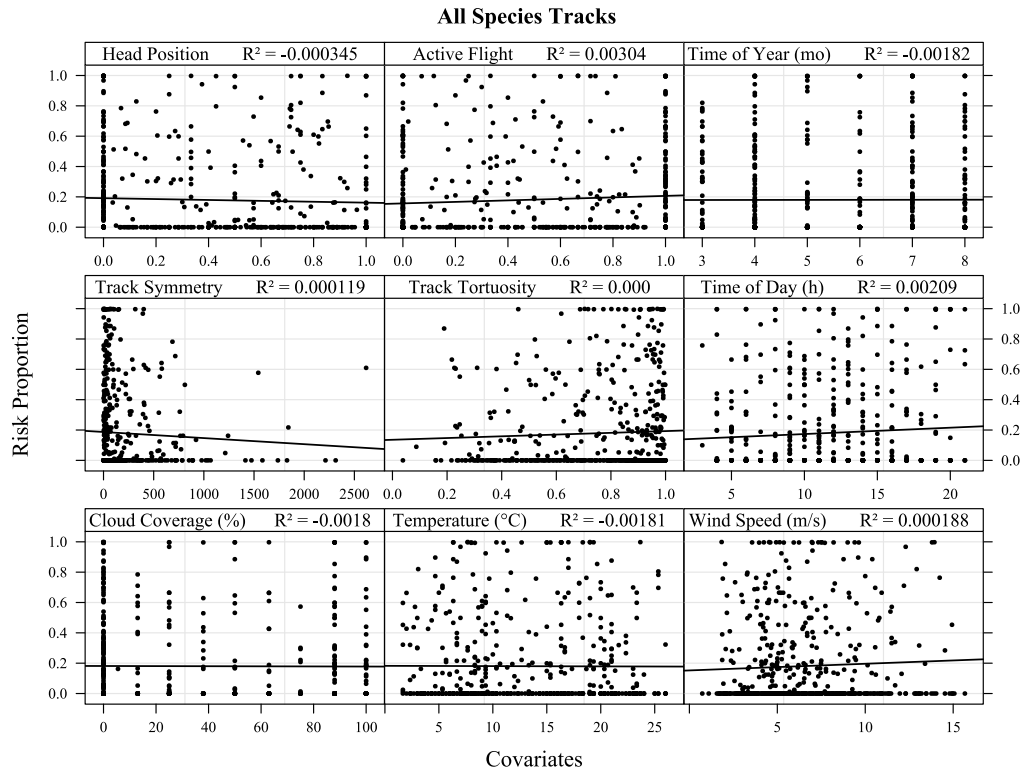 All Species Tracks
Head Position R² = -0.000345
Active Flight R² = 0.00304
Time of Year (mo) R² = -0.00182
1.0
0.8
0.6
0.4
0.2
0.0
0.0 0.2 0.4 0.6 0.8 1.0
0.0 0.2 0.4 0.6 0.8 1.0
3 4 5 6 7 8
Track Symmetry R² = 0.000119
Track Tortuosity R² = 0.000
Time of Day (h) R² = 0.00209
1.0
0.8
0.6
0.4
0.2
0.0
0 500 1000 1500 2000 2500
0.0 0.2 0.4 0.6 0.8 1.0
5 10 15 20
Risk Proportion
Cloud Coverage (%) R² = -0.0018
Temperature (°C) R² = -0.00181
Wind Speed (m/s) R² = 0.000188
1.0
0.8
0.6
0.4
0.2
0.0
0 20 40 60 80 100
5 10 15 20 25
5 10 15
Covariates